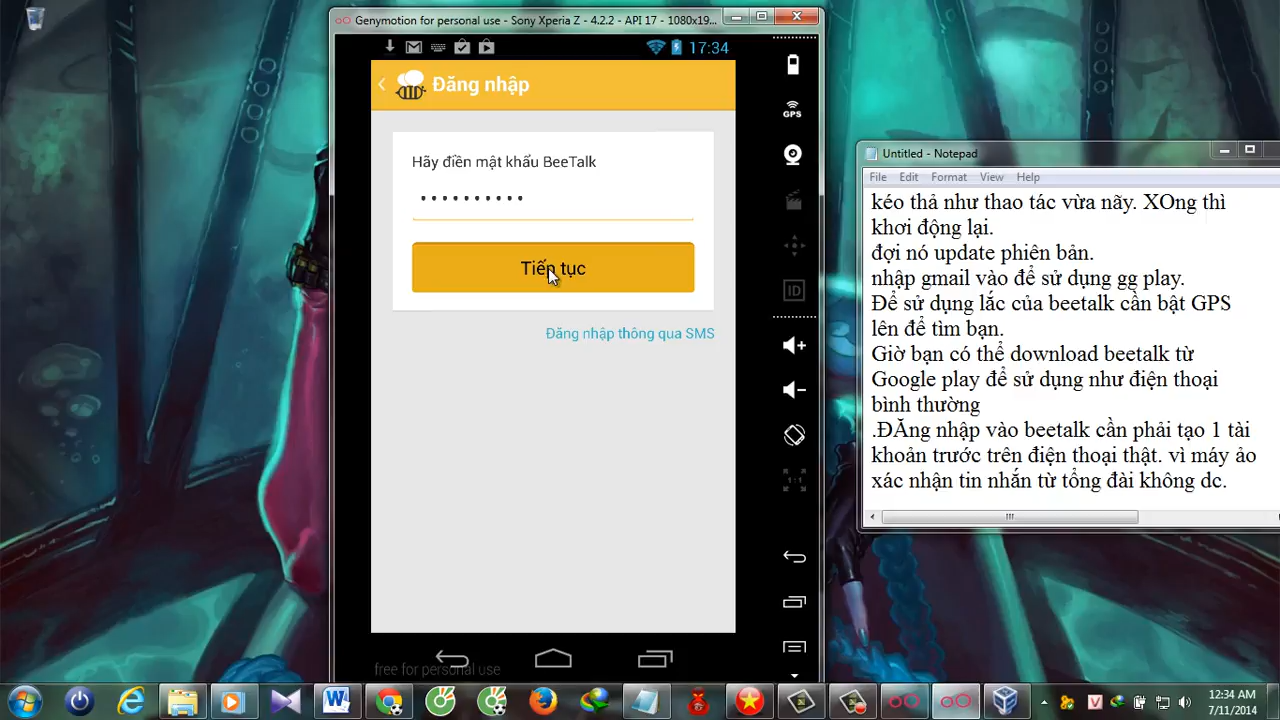 Genymotion for personal use - Sony Xperia Z - 4.2.2 - API 17 - 1080x19...
17:34
Đăng nhập
Hãy điền mật khẩu BeeTalk
Tiếp tục
Đăng nhập thông qua SMS
free for personal use
GPS
ID
1:1
Untitled - Notepad
File Edit Format View Help
kéo thả như thao tác vừa nãy. XOng thì
khơi động lại.
đợi nó update phiên bản.
nhập gmail vào để sử dụng gg play.
Để sử dụng lắc của beetalk cần bật GPS
lên để tìm bạn.
Giờ bạn có thể download beetalk từ
Google play để sử dụng như điện thoại
bình thường
.ĐĂng nhập vào beetalk cần phải tạo 1 tài
khoản trước trên điện thoại thật. vì máy ảo
xác nhận tin nhắn từ tổng đài không dc.
12:34 AM
7/11/2014